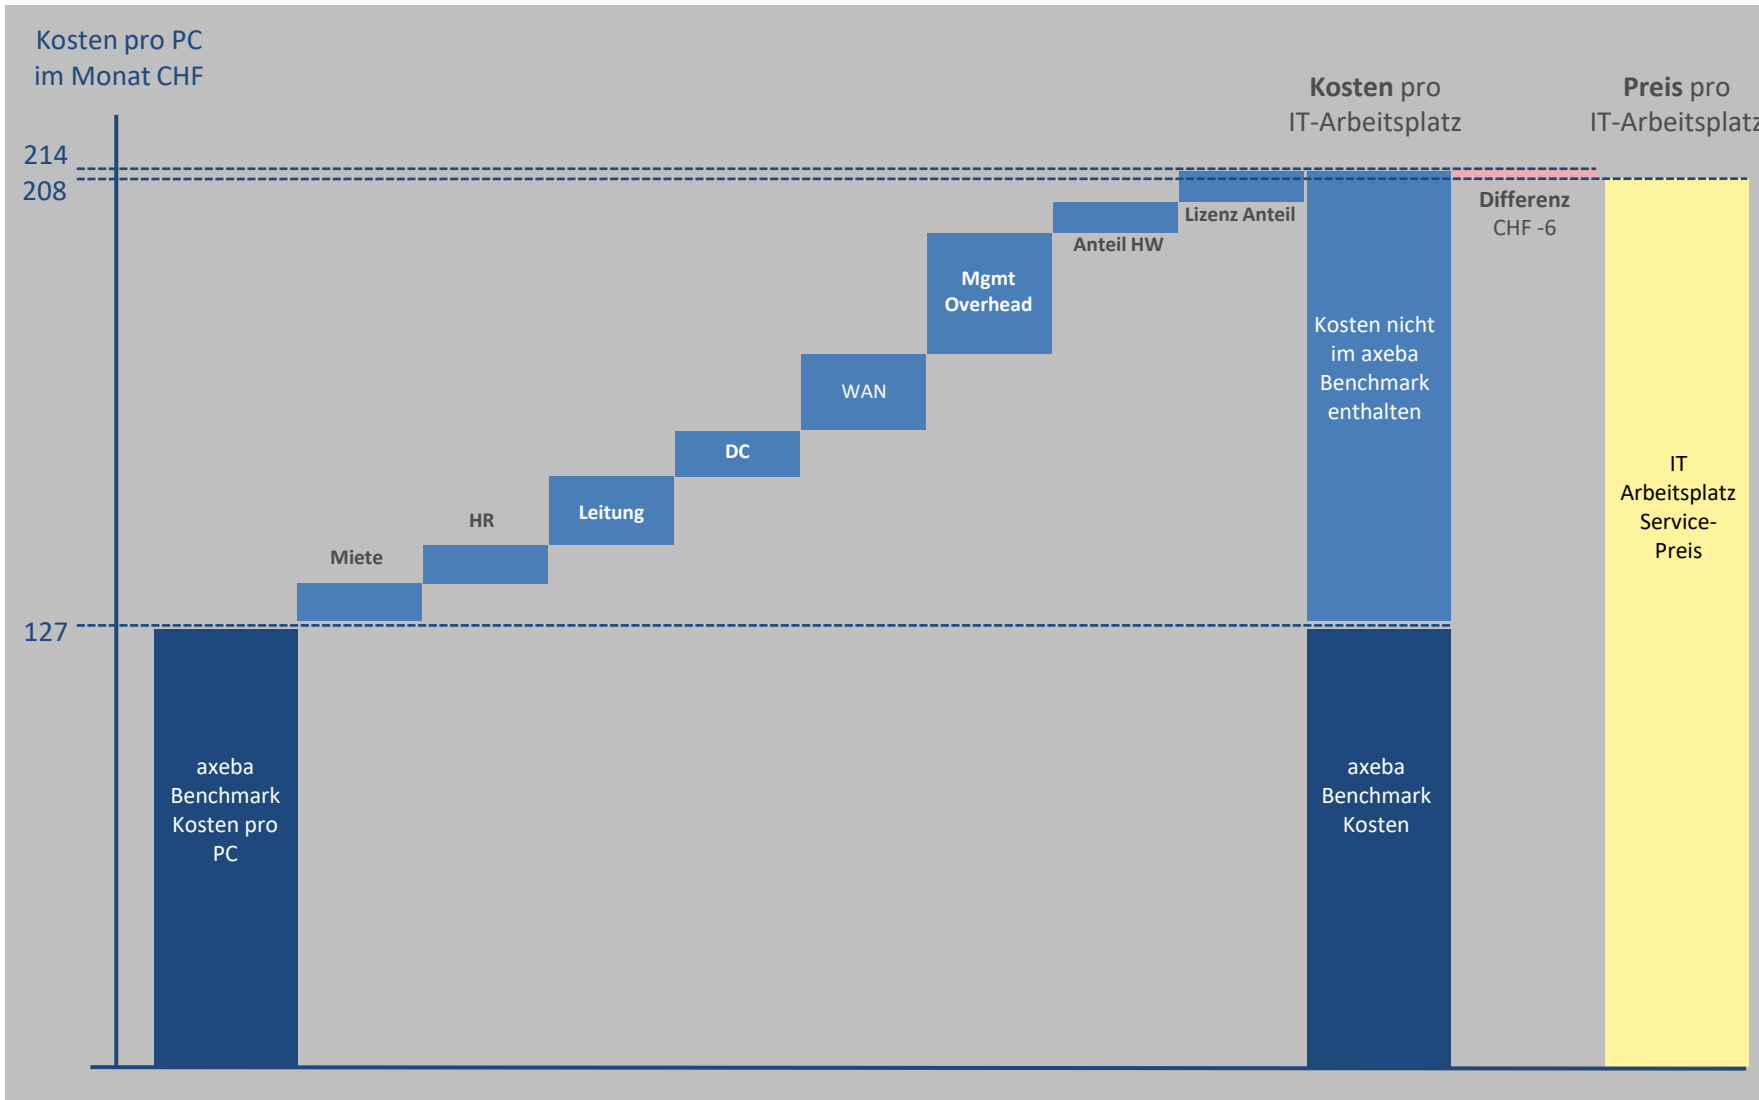 Kosten pro PC
im Monat CHF
Kosten pro
IT-Arbeitsplatz
Preis pro
IT-Arbeitsplatz
214
208
Lizenz Anteil
Differenz
CHF -6
Anteil HW
Mgmt
Overhead
Kosten nicht
im axeba
Benchmark
enthalten
WAN
DC
IT
Arbeitsplatz
Service-
Preis
Leitung
HR
Miete
127
axeba
Benchmark
Kosten pro
PC
axeba
Benchmark
Kosten